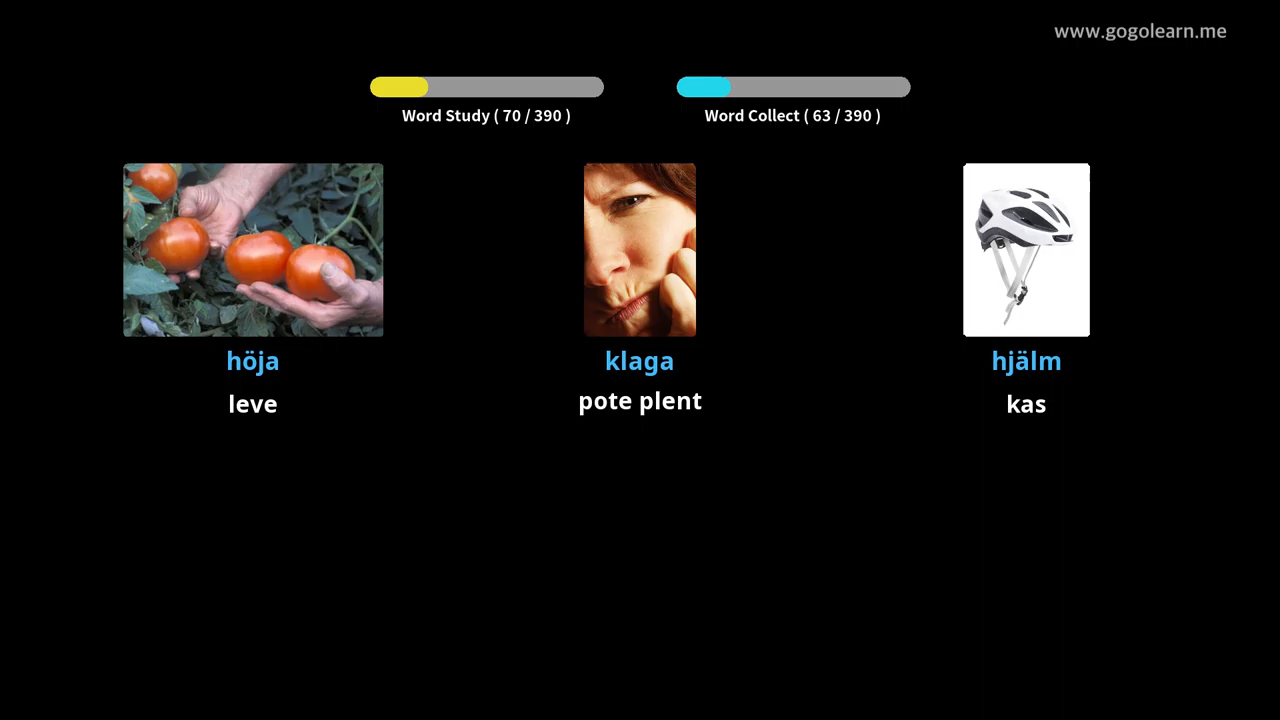 www.gogolearn.me
Word Study ( 70 / 390 )
Word Collect ( 63 / 390 )
höja
klaga
hjälm
leve
pote plent
kas